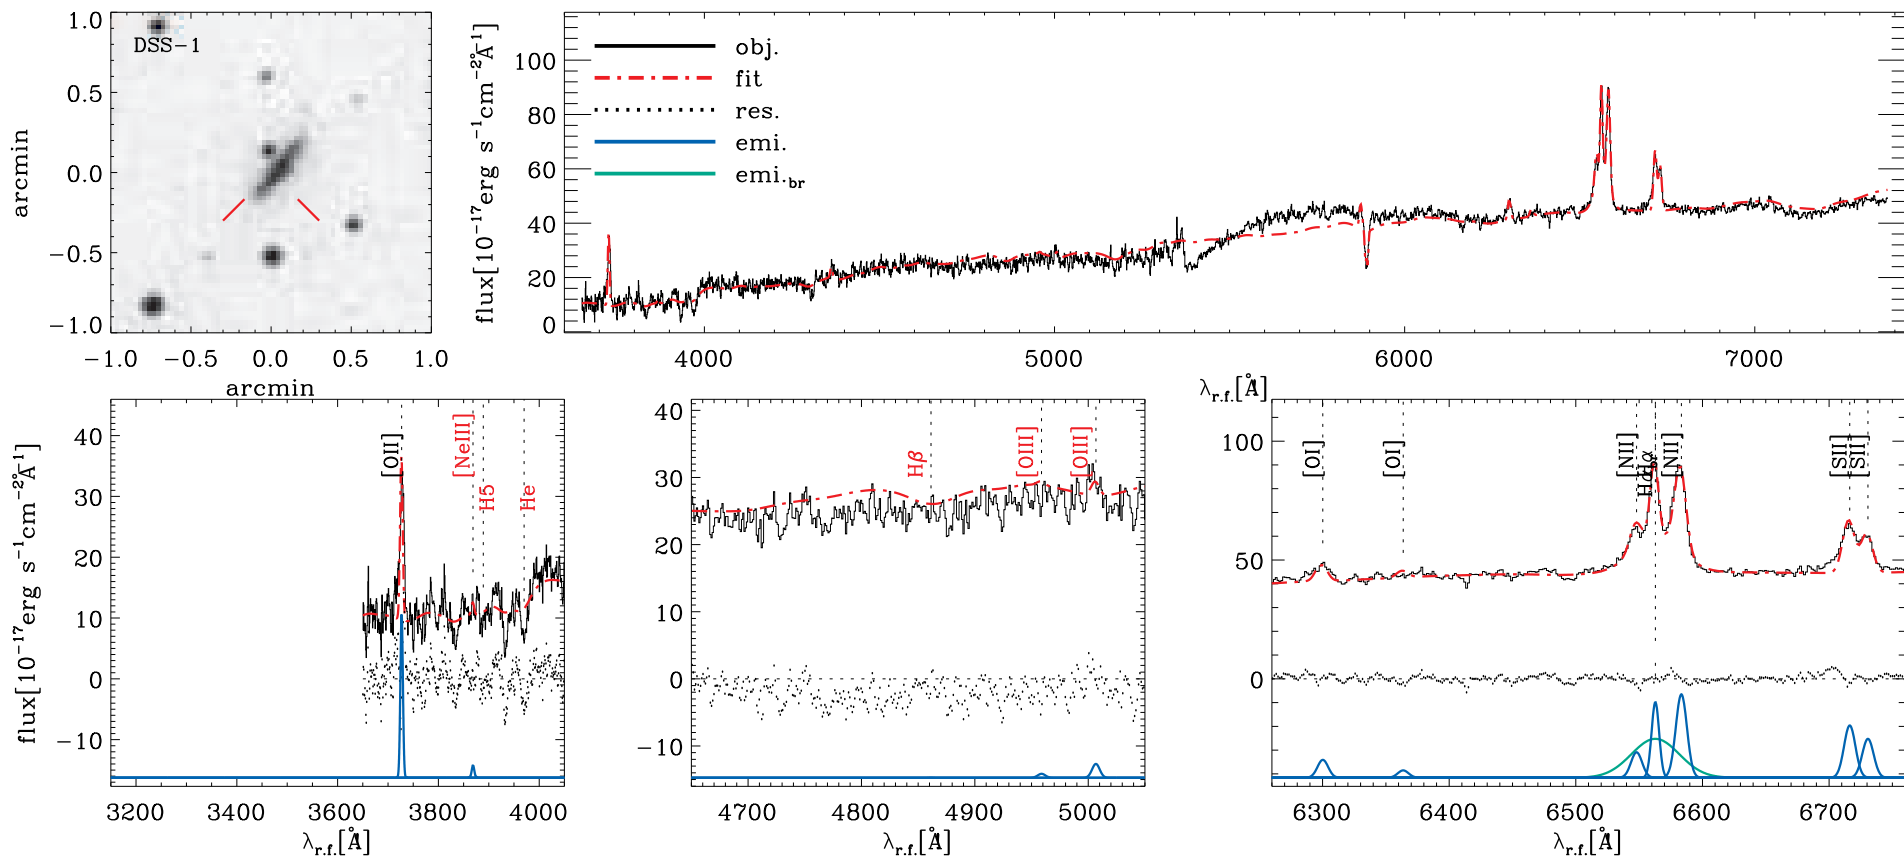 DSS−1
1.0
0.5
0.0
−0.5
−1.0
−1.0 −0.5 0.0 0.5 1.0
arcmin
arcmin
obj.
fit
res.
emi.
emi.br
100
80
60
40
20
0
4000 5000 6000 7000
flux[10⁻¹⁷erg s⁻¹cm⁻²Å⁻¹]
λr.f.[Å]
[OII]
[NeIII]
H5
He
40
30
20
10
0
−10
3200 3400 3600 3800 4000
flux[10⁻¹⁷erg s⁻¹cm⁻²Å⁻¹]
λr.f.[Å]
Hβ
[OIII]
[OIII]
40
30
20
10
0
−10
4700 4800 4900 5000
λr.f.[Å]
[OI]
[OI]
[NII]
Hα
[NII]
[SII]
[SII]
100
50
0
6300 6400 6500 6600 6700
λr.f.[Å]